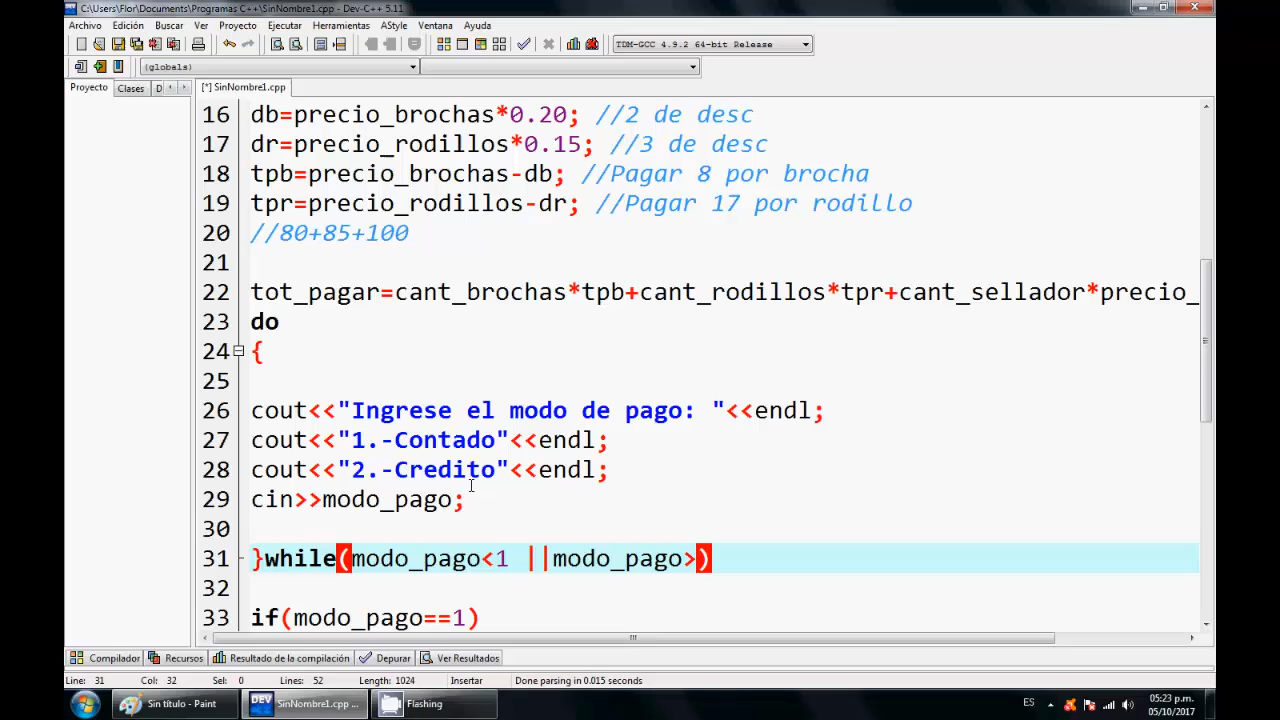 C:\Users\Flor\Documents\Programas C++\SinNombre1.cpp - Dev-C++ 5.11
Archivo Edición Buscar Ver Proyecto Ejecutar Herramientas AStyle Ventana Ayuda
TDM-GCC 4.9.2 64-bit Release
(globals)
Proyecto Clases D
[*] SinNombre1.cpp
16 db=precio_brochas*0.20; //2 de desc
17 dr=precio_rodillos*0.15; //3 de desc
18 tpb=precio_brochas-db; //Pagar 8 por brocha
19 tpr=precio_rodillos-dr; //Pagar 17 por rodillo
20 //80+85+100
21
22 tot_pagar=cant_brochas*tpb+cant_rodillos*tpr+cant_sellador*precio_
23 do
24 {
25
26 cout<<"Ingrese el modo de pago: "<<endl;
27 cout<<"1.-Contado"<<endl;
28 cout<<"2.-Credito"<<endl;
29 cin>>modo_pago;
30
31 }while(modo_pago<1 ||modo_pago>)
32
33 if(modo_pago==1)
Compilador Recursos Resultado de la compilación Depurar Ver Resultados
Line: 31 Col: 32 Sel: 0 Lines: 52 Length: 1024 Insertar Done parsing in 0.015 seconds
Sin título - Paint
DEV SinNombre1.cpp - ...
Flashing
ES
05:23 p.m.
05/10/2017